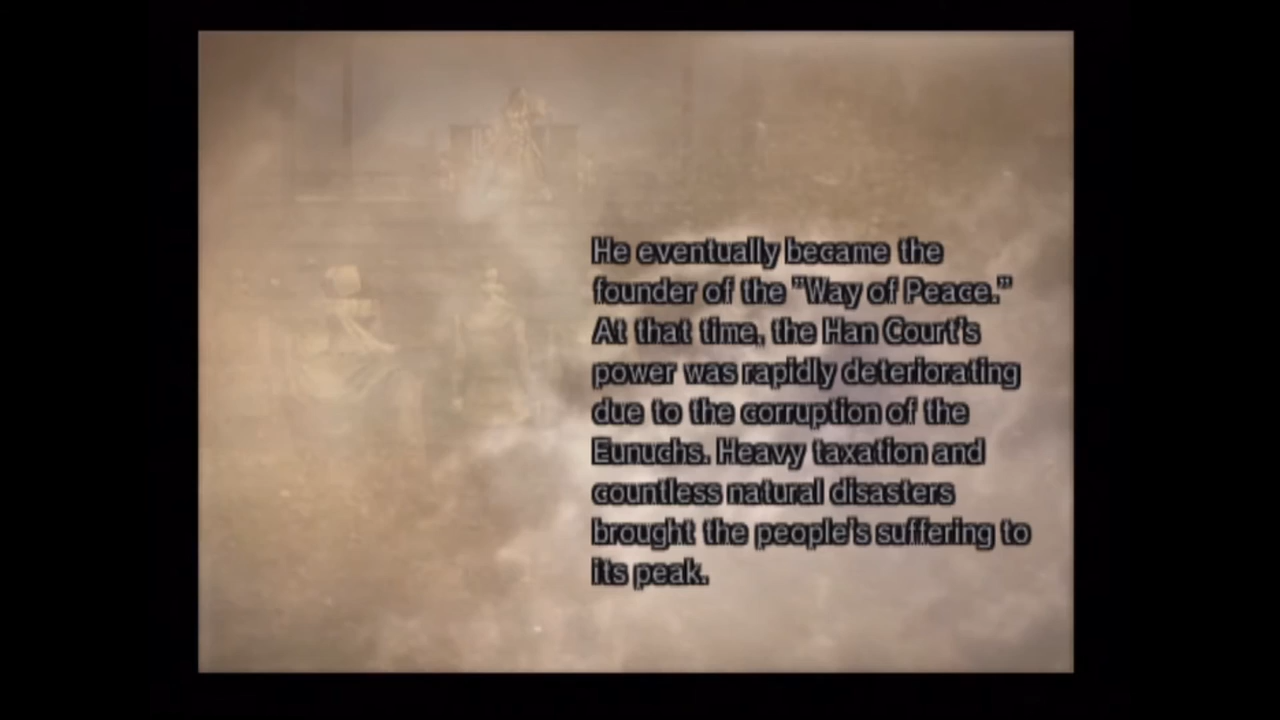 He eventually became the
founder of the "Way of Peace."
At that time, the Han Court's
power was rapidly deteriorating
due to the corruption of the
Eunuchs. Heavy taxation and
countless natural disasters
brought the people's suffering to
its peak.